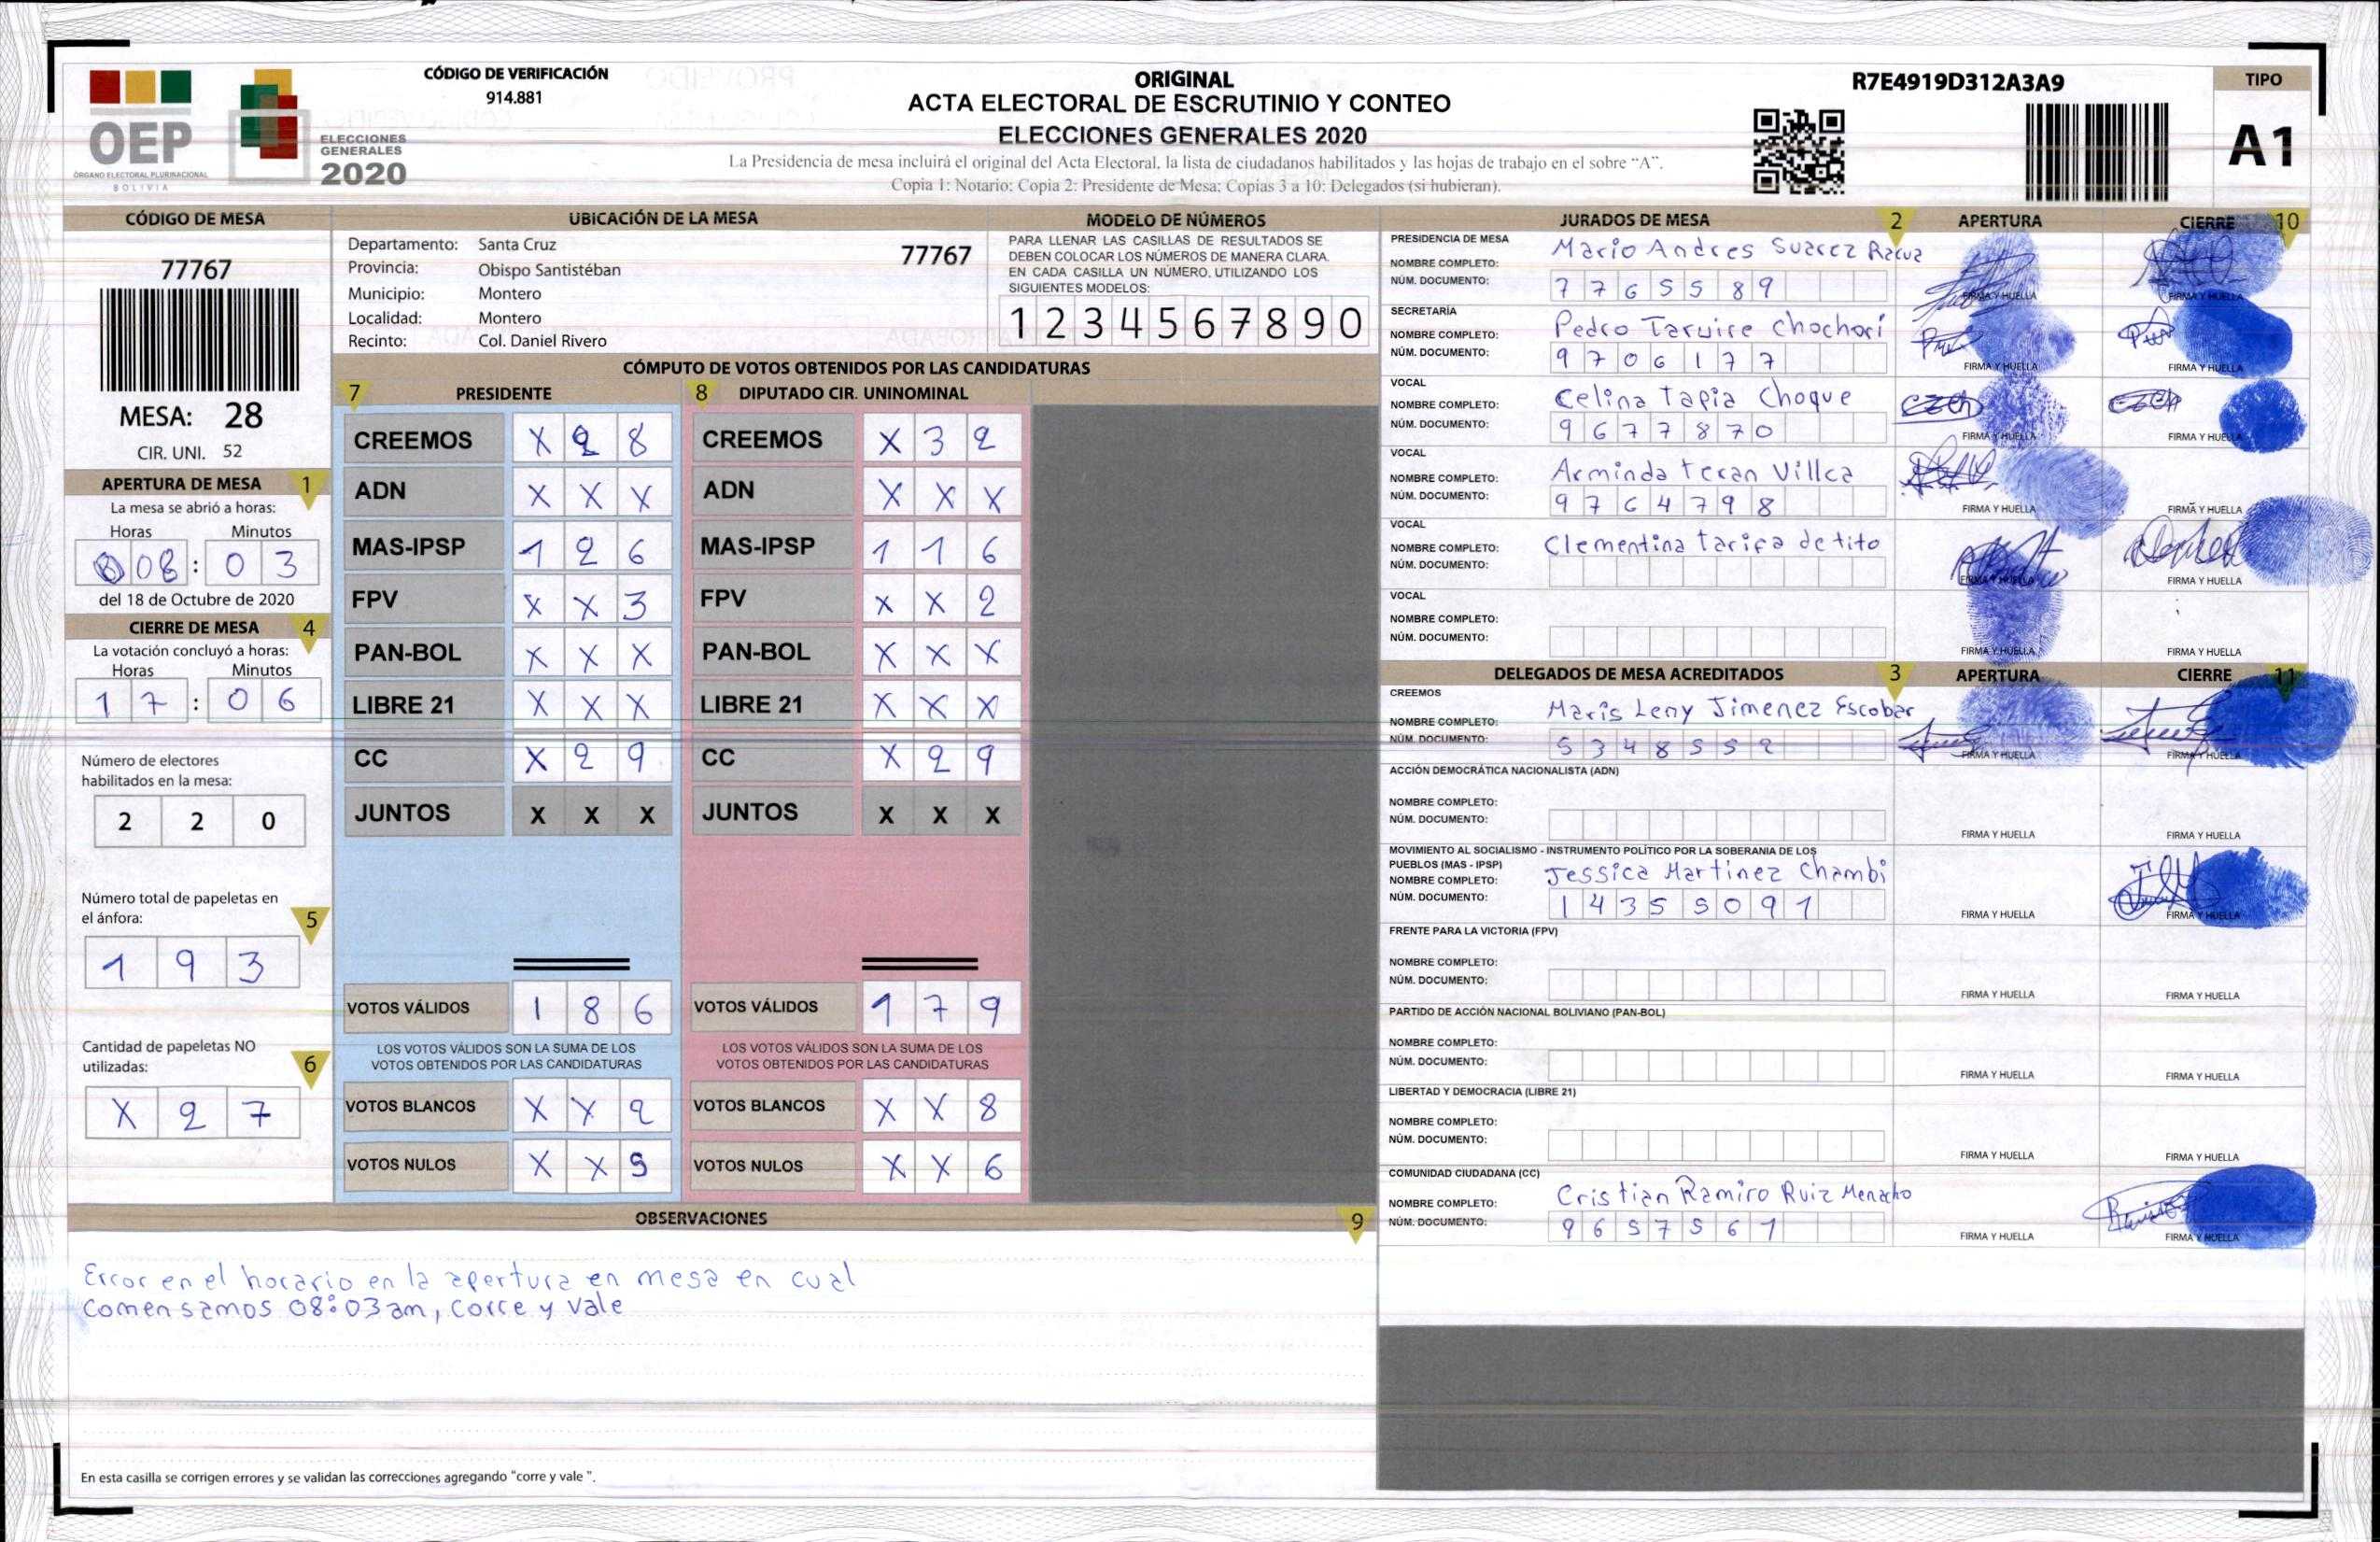 CÓDIGO DE VERIFICACIÓN
914.881
OEP
ÓRGANO ELECTORAL PLURINACIONAL
BOLIVIA
ELECCIONES
GENERALES
2020
ORIGINAL
ACTA ELECTORAL DE ESCRUTINIO Y CONTEO
ELECCIONES GENERALES 2020
La Presidencia de mesa incluirá el original del Acta Electoral, la lista de ciudadanos habilitados y las hojas de trabajo en el sobre "A".
Copia 1: Notario; Copia 2: Presidente de Mesa; Copias 3 a 10: Delegados (si hubieran).
R7E4919D312A3A9
TIPO
A1
CÓDIGO DE MESA
77767
MESA: 28
CIR. UNI. 52
APERTURA DE MESA 1
La mesa se abrió a horas:
Horas Minutos
08 : 03
del 18 de Octubre de 2020
CIERRE DE MESA 4
La votación concluyó a horas:
Horas Minutos
17 : 06
Número de electores
habilitados en la mesa:
2 2 0
Número total de papeletas en
el ánfora: 5
1 9 3
Cantidad de papeletas NO
utilizadas: 6
X 2 7
UBICACIÓN DE LA MESA
Departamento: Santa Cruz 77767
Provincia: Obispo Santistéban
Municipio: Montero
Localidad: Montero
Recinto: Col. Daniel Rivero
MODELO DE NÚMEROS
PARA LLENAR LAS CASILLAS DE RESULTADOS SE
DEBEN COLOCAR LOS NÚMEROS DE MANERA CLARA.
EN CADA CASILLA UN NÚMERO, UTILIZANDO LOS
SIGUIENTES MODELOS:
1 2 3 4 5 6 7 8 9 0
CÓMPUTO DE VOTOS OBTENIDOS POR LAS CANDIDATURAS
7 PRESIDENTE
CREEMOS X 2 8
ADN X X X
MAS-IPSP 1 2 6
FPV X X 3
PAN-BOL X X X
LIBRE 21 X X X
CC X 2 9
JUNTOS X X X
VOTOS VÁLIDOS 1 8 6
LOS VOTOS VÁLIDOS SON LA SUMA DE LOS
VOTOS OBTENIDOS POR LAS CANDIDATURAS
VOTOS BLANCOS X X 2
VOTOS NULOS X X 5
8 DIPUTADO CIR. UNINOMINAL
CREEMOS X 3 2
ADN X X X
MAS-IPSP 1 1 6
FPV X X 2
PAN-BOL X X X
LIBRE 21 X X X
CC X 2 9
JUNTOS X X X
VOTOS VÁLIDOS 1 7 9
LOS VOTOS VÁLIDOS SON LA SUMA DE LOS
VOTOS OBTENIDOS POR LAS CANDIDATURAS
VOTOS BLANCOS X X 8
VOTOS NULOS X X 6
OBSERVACIONES 9
Error en el horario en la apertura en mesa en cual
Comensamos 08:03am, corre y vale
En esta casilla se corrigen errores y se validan las correcciones agregando "corre y vale ".
JURADOS DE MESA 2 APERTURA CIERRE 10
PRESIDENCIA DE MESA
NOMBRE COMPLETO: Mario Andres Suarez
NÚM. DOCUMENTO: 7765589
FIRMA Y HUELLA FIRMA Y HUELLA
SECRETARÍA
NOMBRE COMPLETO: Pedro Taruire Chochori
NÚM. DOCUMENTO: 9706177
FIRMA Y HUELLA FIRMA Y HUELLA
VOCAL
NOMBRE COMPLETO: Celina Tapia Choque
NÚM. DOCUMENTO: 9677870
FIRMA Y HUELLA FIRMA Y HUELLA
VOCAL
NOMBRE COMPLETO: Arminda Teran Villca
NÚM. DOCUMENTO: 9764798
FIRMA Y HUELLA FIRMA Y HUELLA
VOCAL
NOMBRE COMPLETO: Clementina tarifa de tito
NÚM. DOCUMENTO:
FIRMA Y HUELLA FIRMA Y HUELLA
VOCAL
NOMBRE COMPLETO:
NÚM. DOCUMENTO:
FIRMA Y HUELLA FIRMA Y HUELLA
DELEGADOS DE MESA ACREDITADOS 3 APERTURA CIERRE 11
CREEMOS
NOMBRE COMPLETO: Maris Leny Jimenez Escobar
NÚM. DOCUMENTO: 5348552
FIRMA Y HUELLA FIRMA Y HUELLA
ACCIÓN DEMOCRÁTICA NACIONALISTA (ADN)
NOMBRE COMPLETO:
NÚM. DOCUMENTO:
FIRMA Y HUELLA FIRMA Y HUELLA
MOVIMIENTO AL SOCIALISMO - INSTRUMENTO POLÍTICO POR LA SOBERANIA DE LOS
PUEBLOS (MAS - IPSP)
NOMBRE COMPLETO: Jessica Martinez Chambi
NÚM. DOCUMENTO: 14355091
FIRMA Y HUELLA FIRMA Y HUELLA
FRENTE PARA LA VICTORIA (FPV)
NOMBRE COMPLETO:
NÚM. DOCUMENTO:
FIRMA Y HUELLA FIRMA Y HUELLA
PARTIDO DE ACCIÓN NACIONAL BOLIVIANO (PAN-BOL)
NOMBRE COMPLETO:
NÚM. DOCUMENTO:
FIRMA Y HUELLA FIRMA Y HUELLA
LIBERTAD Y DEMOCRACIA (LIBRE 21)
NOMBRE COMPLETO:
NÚM. DOCUMENTO:
FIRMA Y HUELLA FIRMA Y HUELLA
COMUNIDAD CIUDADANA (CC)
NOMBRE COMPLETO: Cristian Ramiro Ruiz Menacho
NÚM. DOCUMENTO: 9657561
FIRMA Y HUELLA FIRMA Y HUELLA